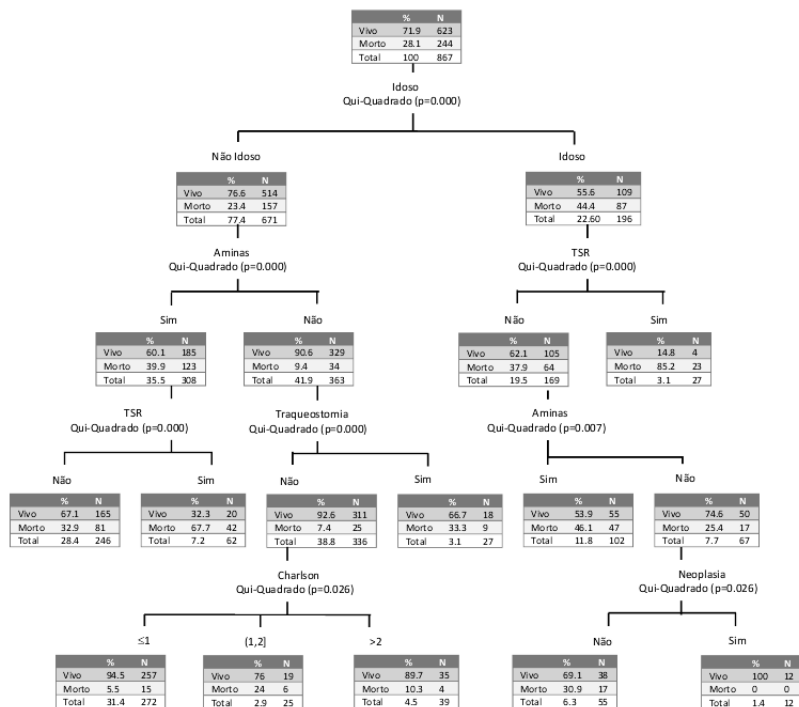 % N
Vivo 71.9 623
Morto 28.1 244
Total 100 867
Idoso
Qui-Quadrado (p=0.000)
Não Idoso
% N
Vivo 76.6 514
Morto 23.4 157
Total 77.4 671
Idoso
% N
Vivo 55.6 109
Morto 44.4 87
Total 22.60 196
Aminas
Qui-Quadrado (p=0.000)
TSR
Qui-Quadrado (p=0.000)
Sim
% N
Vivo 60.1 185
Morto 39.9 123
Total 35.5 308
Não
% N
Vivo 90.6 329
Morto 9.4 34
Total 41.9 363
Não
% N
Vivo 62.1 105
Morto 37.9 64
Total 19.5 169
Sim
% N
Vivo 14.8 4
Morto 85.2 23
Total 3.1 27
TSR
Qui-Quadrado (p=0.000)
Traqueostomia
Qui-Quadrado (p=0.000)
Aminas
Qui-Quadrado (p=0.007)
Não
% N
Vivo 67.1 165
Morto 32.9 81
Total 28.4 246
Sim
% N
Vivo 32.3 20
Morto 67.7 42
Total 7.2 62
Não
% N
Vivo 92.6 311
Morto 7.4 25
Total 38.8 336
Sim
% N
Vivo 66.7 18
Morto 33.3 9
Total 3.1 27
Sim
% N
Vivo 53.9 55
Morto 46.1 47
Total 11.8 102
Não
% N
Vivo 74.6 50
Morto 25.4 17
Total 7.7 67
Charlson
Qui-Quadrado (p=0.026)
Neoplasia
Qui-Quadrado (p=0.026)
≤1
% N
Vivo 94.5 257
Morto 5.5 15
Total 31.4 272
(1,2]
% N
Vivo 76 19
Morto 24 6
Total 2.9 25
>2
% N
Vivo 89.7 35
Morto 10.3 4
Total 4.5 39
Não
% N
Vivo 69.1 38
Morto 30.9 17
Total 6.3 55
Sim
% N
Vivo 100 12
Morto 0 0
Total 1.4 12